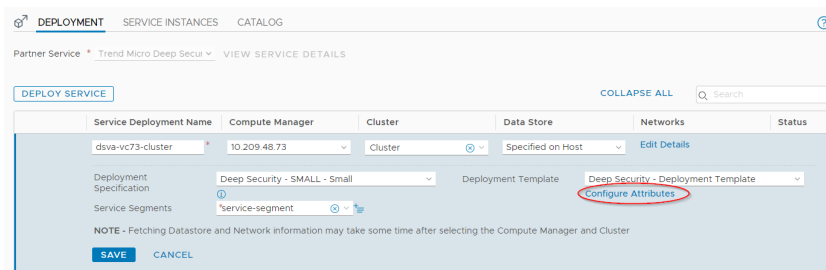 DEPLOYMENT SERVICE INSTANCES CATALOG
Partner Service * Trend Micro Deep Secur VIEW SERVICE DETAILS
DEPLOY SERVICE COLLAPSE ALL Search
Service Deployment Name Compute Manager Cluster Data Store Networks Status
dsva-vc73-cluster * 10.209.48.73 Cluster Specified on Host Edit Details
Deployment Specification Deep Security - SMALL - Small Deployment Template Deep Security - Deployment Template
Configure Attributes
Service Segments *service-segment
NOTE - Fetching Datastore and Network information may take some time after selecting the Compute Manager and Cluster
SAVE CANCEL